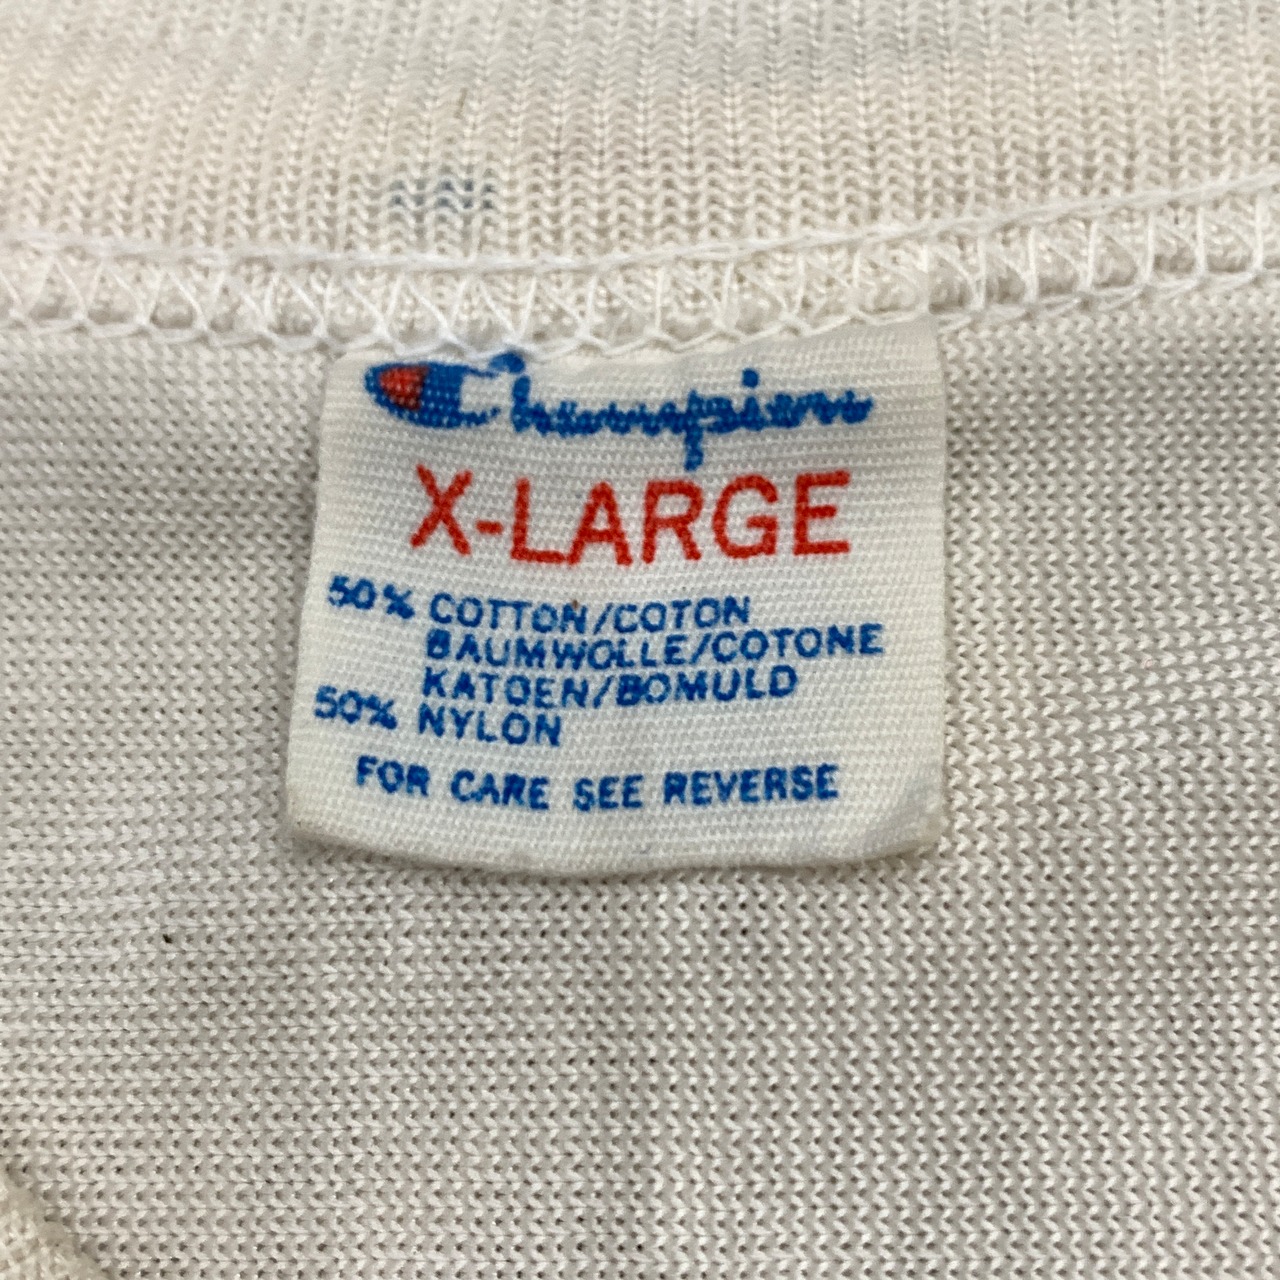 Champion
X-LARGE
50% COTTON/COTON
BAUMWOLLE/COTONE
KATOEN/BOMULD
50% NYLON
FOR CARE SEE REVERSE